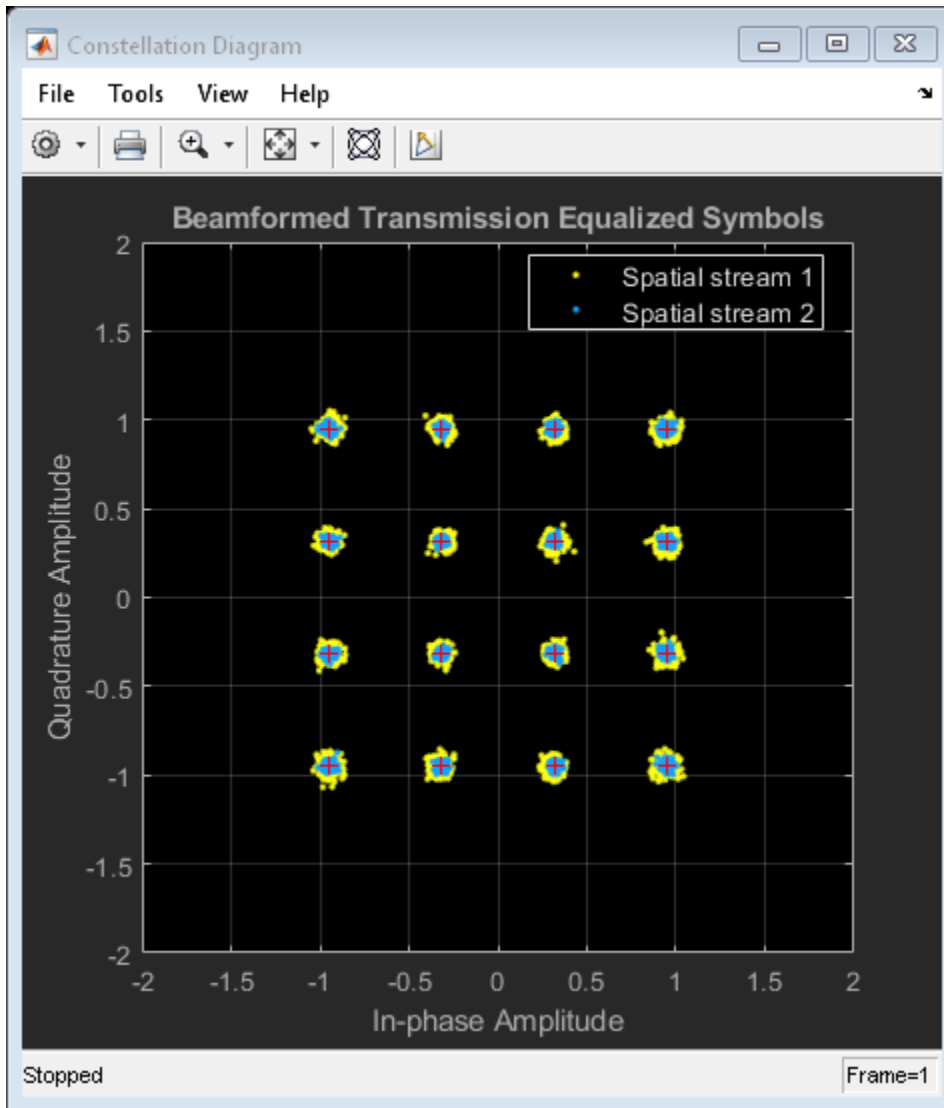 Constellation Diagram
File Tools View Help
Beamformed Transmission Equalized Symbols
Spatial stream 1
Spatial stream 2
2
1.5
1
0.5
0
-0.5
-1
-1.5
-2
Quadrature Amplitude
-2 -1.5 -1 -0.5 0 0.5 1 1.5 2
In-phase Amplitude
Stopped Frame=1